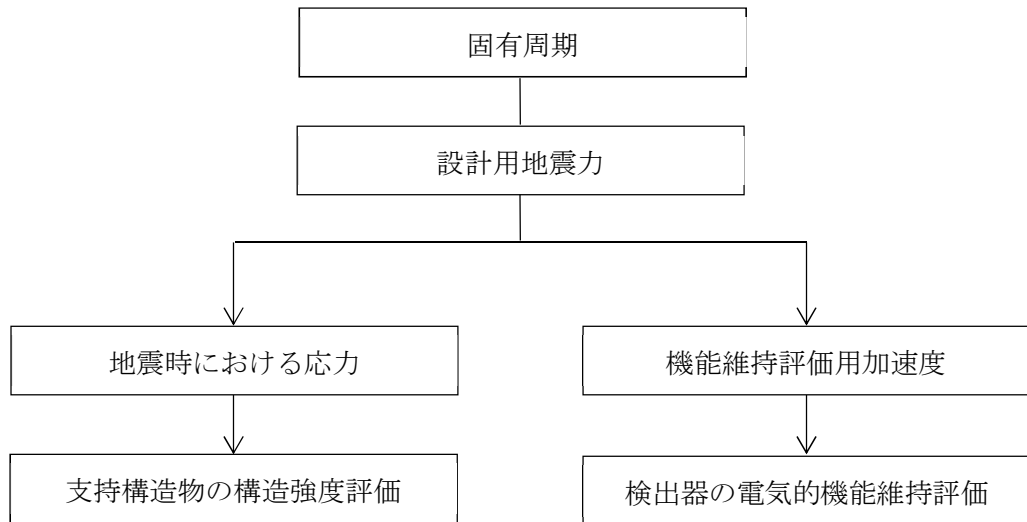 固有周期
設計用地震力
地震時における応力
機能維持評価用加速度
支持構造物の構造強度評価
検出器の電気的機能維持評価